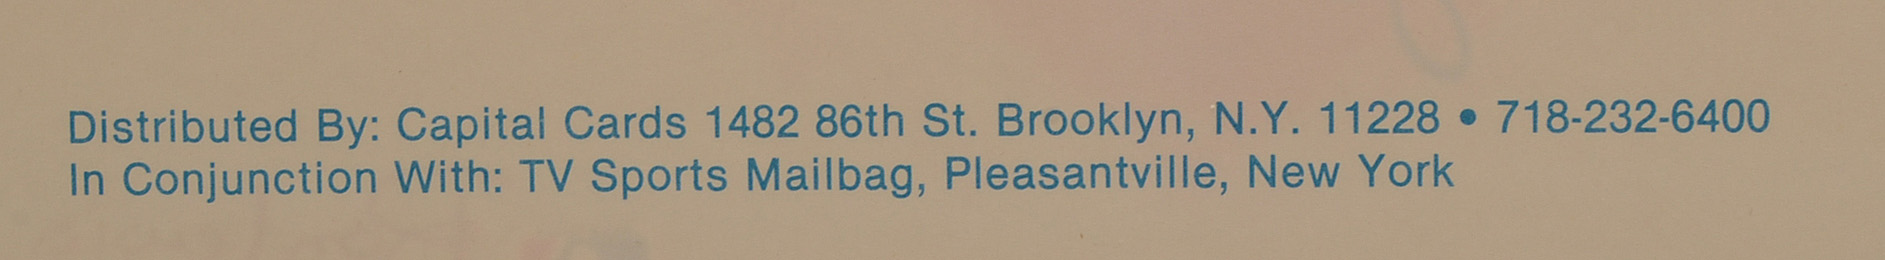 Distributed By: Capital Cards 1482 86th St. Brooklyn, N.Y. 11228 • 718-232-6400
In Conjunction With: TV Sports Mailbag, Pleasantville, New York